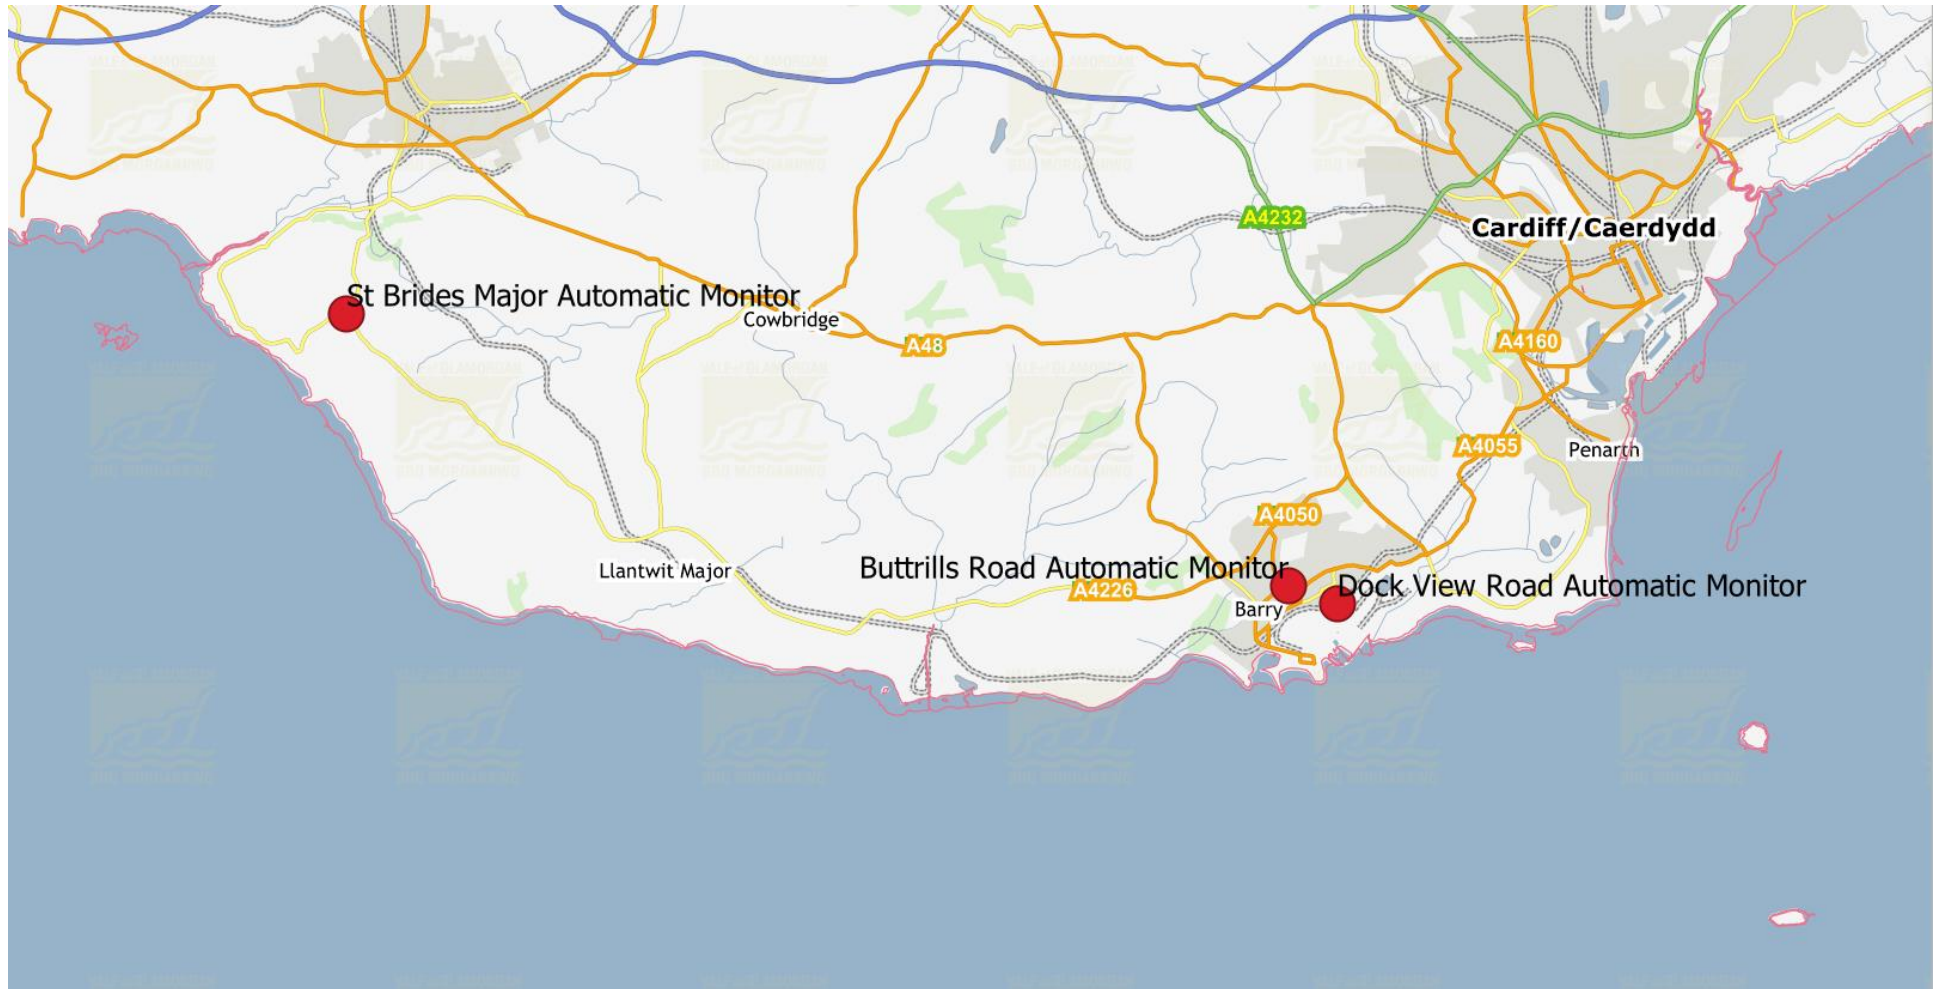 A4232
Cardiff/Caerdydd
St Brides Major Automatic Monitor
Cowbridge
A48
A4160
A4055
Penarth
A4050
Llantwit Major
Buttrills Road Automatic Monitor
Dock View Road Automatic Monitor
A4226
Barry